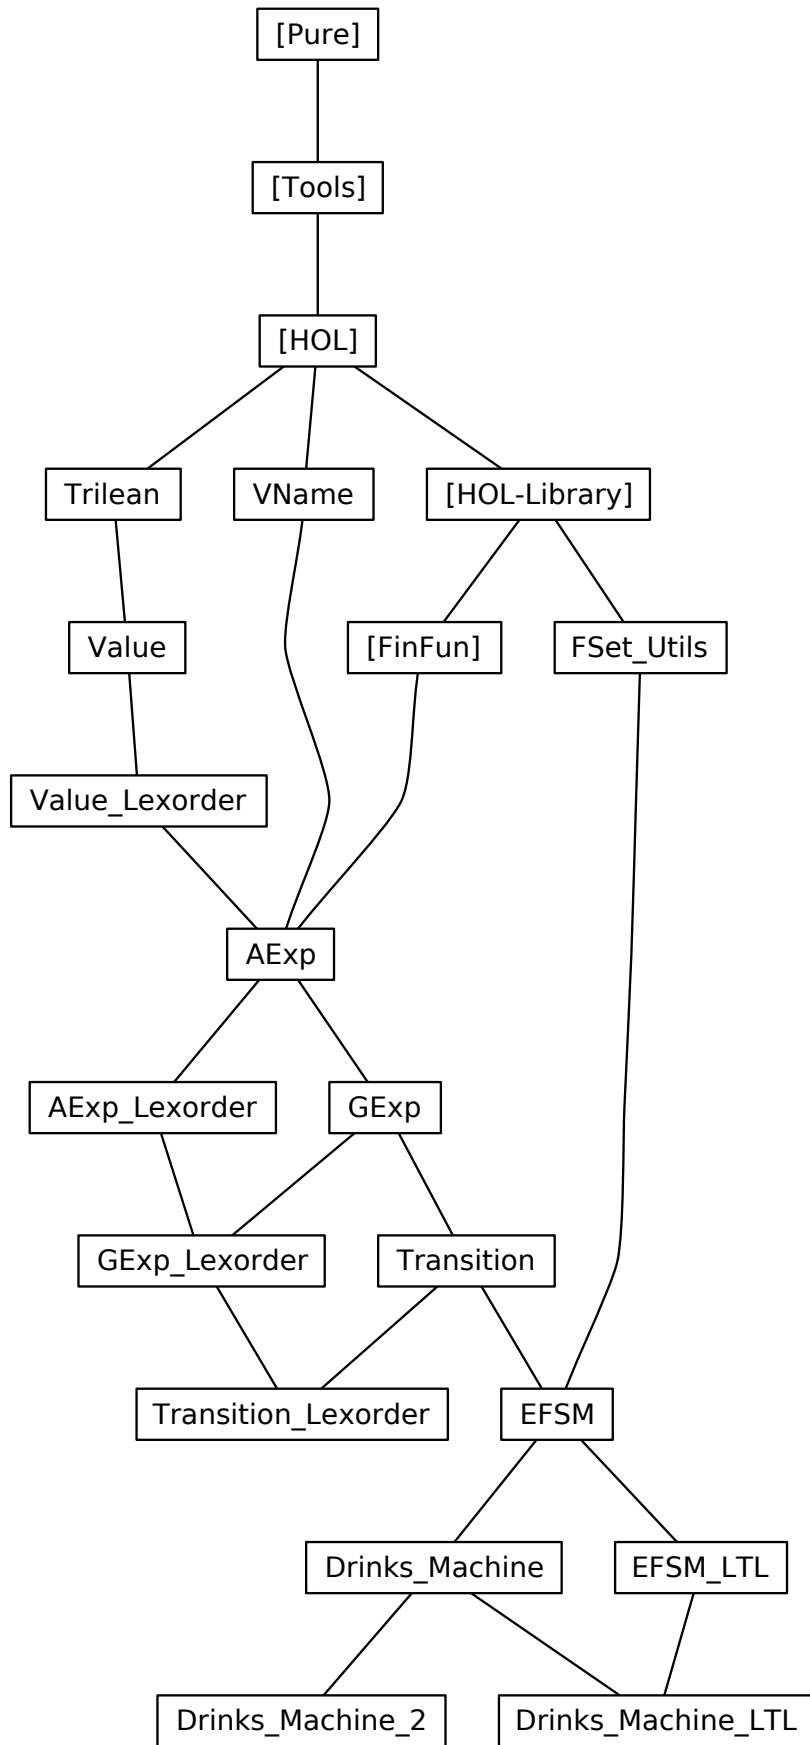 [Pure]
[Tools]
[HOL]
Trilean
VName
[HOL-Library]
Value
[FinFun]
FSet_Utils
Value_Lexorder
AExp
AExp_Lexorder
GExp
GExp_Lexorder
Transition
Transition_Lexorder
EFSM
Drinks_Machine
EFSM_LTL
Drinks_Machine_2
Drinks_Machine_LTL